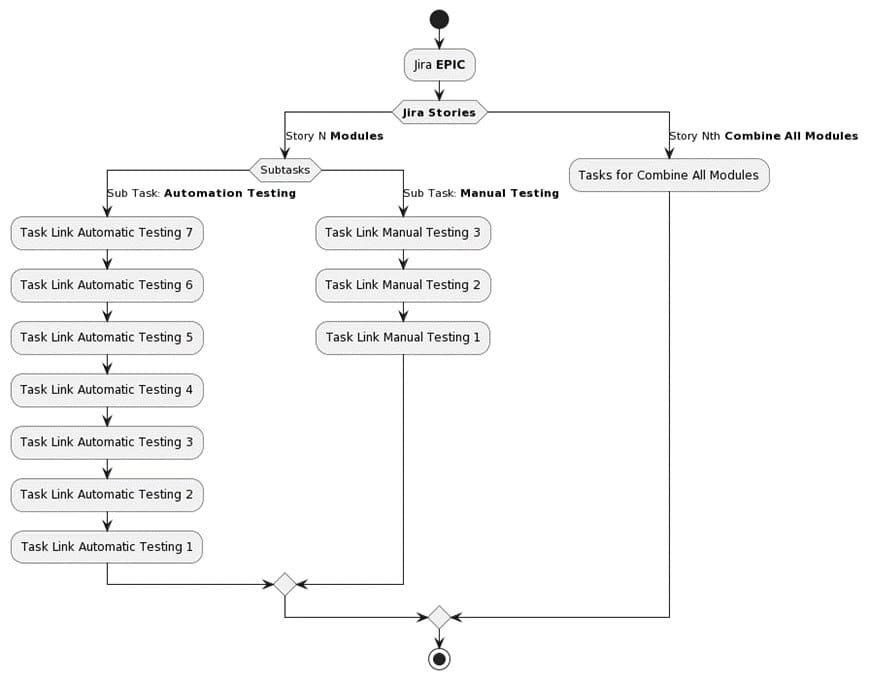 Jira EPIC
Jira Stories
Story N Modules
Story Nth Combine All Modules
Subtasks
Tasks for Combine All Modules
Sub Task: Automation Testing
Sub Task: Manual Testing
Task Link Automatic Testing 7
Task Link Manual Testing 3
Task Link Automatic Testing 6
Task Link Manual Testing 2
Task Link Automatic Testing 5
Task Link Manual Testing 1
Task Link Automatic Testing 4
Task Link Automatic Testing 3
Task Link Automatic Testing 2
Task Link Automatic Testing 1